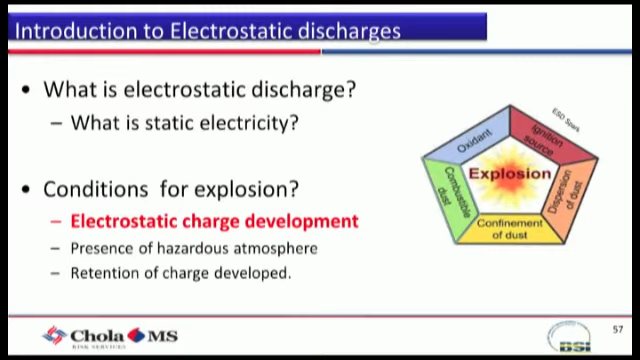 Introduction to Electrostatic discharges
• What is electrostatic discharge?
– What is static electricity?
• Conditions for explosion?
– Electrostatic charge development
– Presence of hazardous atmosphere
– Retention of charge developed.
ESD Spark
Oxidant
Ignition source
Explosion
Combustible dust
Dispersion of dust
Confinement of dust
Chola MS
RISK SERVICES
DSI
57